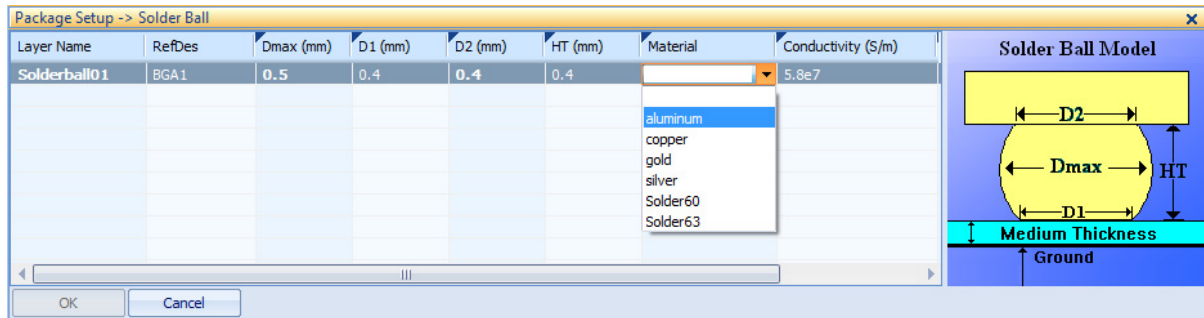 Package Setup -> Solder Ball
Layer Name RefDes Dmax (mm) D1 (mm) D2 (mm) HT (mm) Material Conductivity (S/m)
Solderball01 BGA1 0.5 0.4 0.4 0.4 5.8e7
aluminum
copper
gold
silver
Solder60
Solder63
OK Cancel
Solder Ball Model
D2
Dmax HT
D1
Medium Thickness
Ground